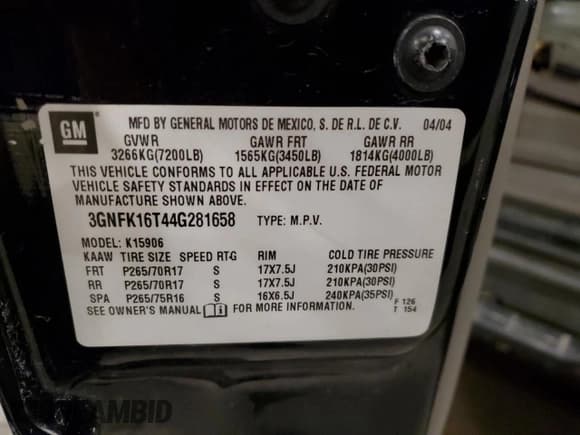 GM
MFD BY GENERAL MOTORS DE MEXICO, S. DE R.L. DE C.V. 04/04
GVWR GAWR FRT GAWR RR
3266KG(7200LB) 1565KG(3450LB) 1814KG(4000LB)
THIS VEHICLE CONFORMS TO ALL APPLICABLE U.S. FEDERAL MOTOR
VEHICLE SAFETY STANDARDS IN EFFECT ON THE DATE OF
MANUFACTURE SHOWN ABOVE.
3GNFK16T44G281658 TYPE: M.P.V.
MODEL: K15906
KAAW TIRE SIZE SPEED RTG RIM COLD TIRE PRESSURE
FRT P265/70R17 S 17X7.5J 210KPA(30PSI)
RR P265/70R17 S 17X7.5J 210KPA(30PSI)
SPA P265/75R16 S 16X6.5J 240KPA(35PSI)
SEE OWNER'S MANUAL FOR MORE INFORMATION.
F 126
T 154